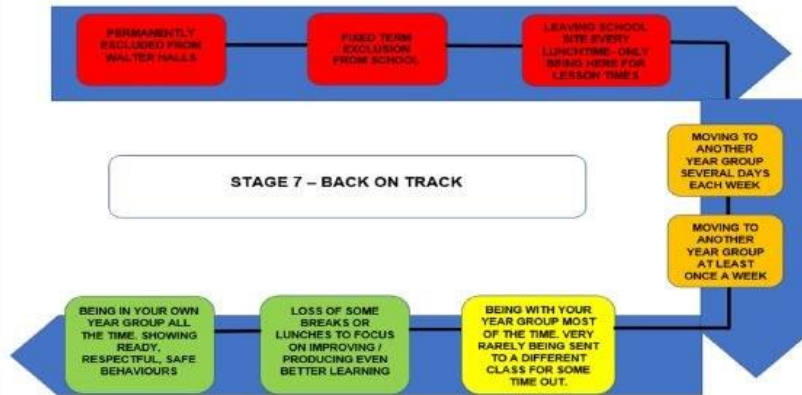 PERMANENTLY
EXCLUDED FROM
WALTER HALLS
FIXED TERM
EXCLUSION
FROM SCHOOL
LEAVING SCHOOL
SITE EVERY
LUNCHTIME- ONLY
BEING HERE FOR
LESSON TIMES
MOVING TO
ANOTHER
YEAR GROUP
SEVERAL DAYS
EACH WEEK
STAGE 7 – BACK ON TRACK
MOVING TO
ANOTHER
YEAR GROUP
AT LEAST
ONCE A WEEK
BEING IN YOUR OWN
YEAR GROUP ALL
THE TIME. SHOWING
READY,
RESPECTFUL, SAFE
BEHAVIOURS
LOSS OF SOME
BREAKS OR
LUNCHES TO FOCUS
ON IMPROVING /
PRODUCING EVEN
BETTER LEARNING
BEING WITH YOUR
YEAR GROUP MOST
OF THE TIME. VERY
RARELY BEING SENT
TO A DIFFERENT
CLASS FOR SOME
TIME OUT.